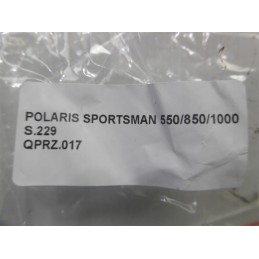 POLARIS SPORTSMAN 550/850/1000
S.229
QPRZ.017